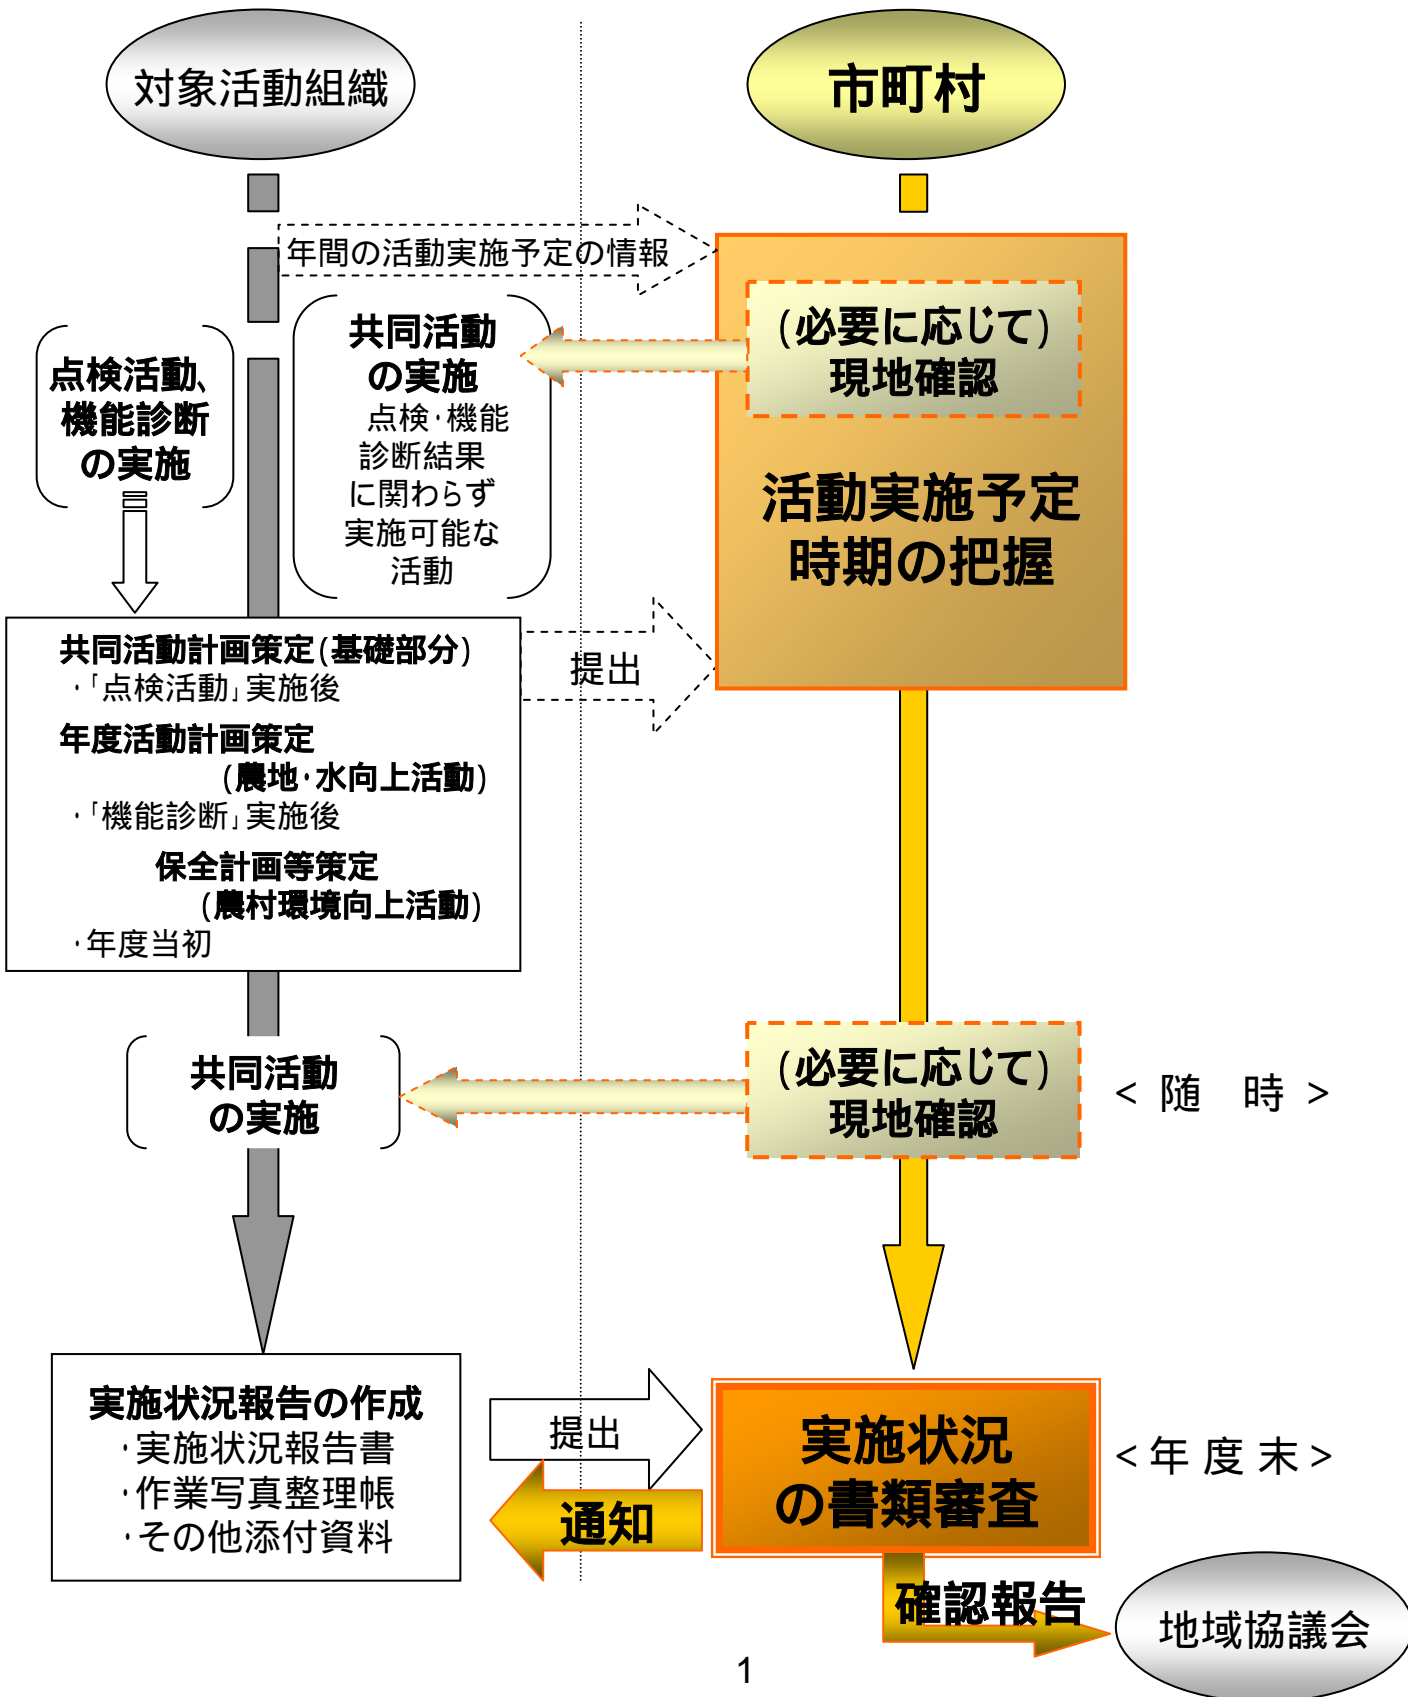 対象活動組織
市町村
年間の活動実施予定の情報
(必要に応じて)
現地確認
共同活動
の実施
点検・機能
診断結果
に関わらず
実施可能な
活動
点検活動、
機能診断
の実施
活動実施予定
時期の把握
共同活動計画策定(基礎部分)
・「点検活動」実施後
年度活動計画策定
(農地・水向上活動)
・「機能診断」実施後
保全計画等策定
(農村環境向上活動)
・年度当初
提出
共同活動
の実施
(必要に応じて)
現地確認
< 随 時 >
実施状況報告の作成
・実施状況報告書
・作業写真整理帳
・その他添付資料
提出
通知
実施状況
の書類審査
< 年 度 末 >
確認報告
地域協議会
1